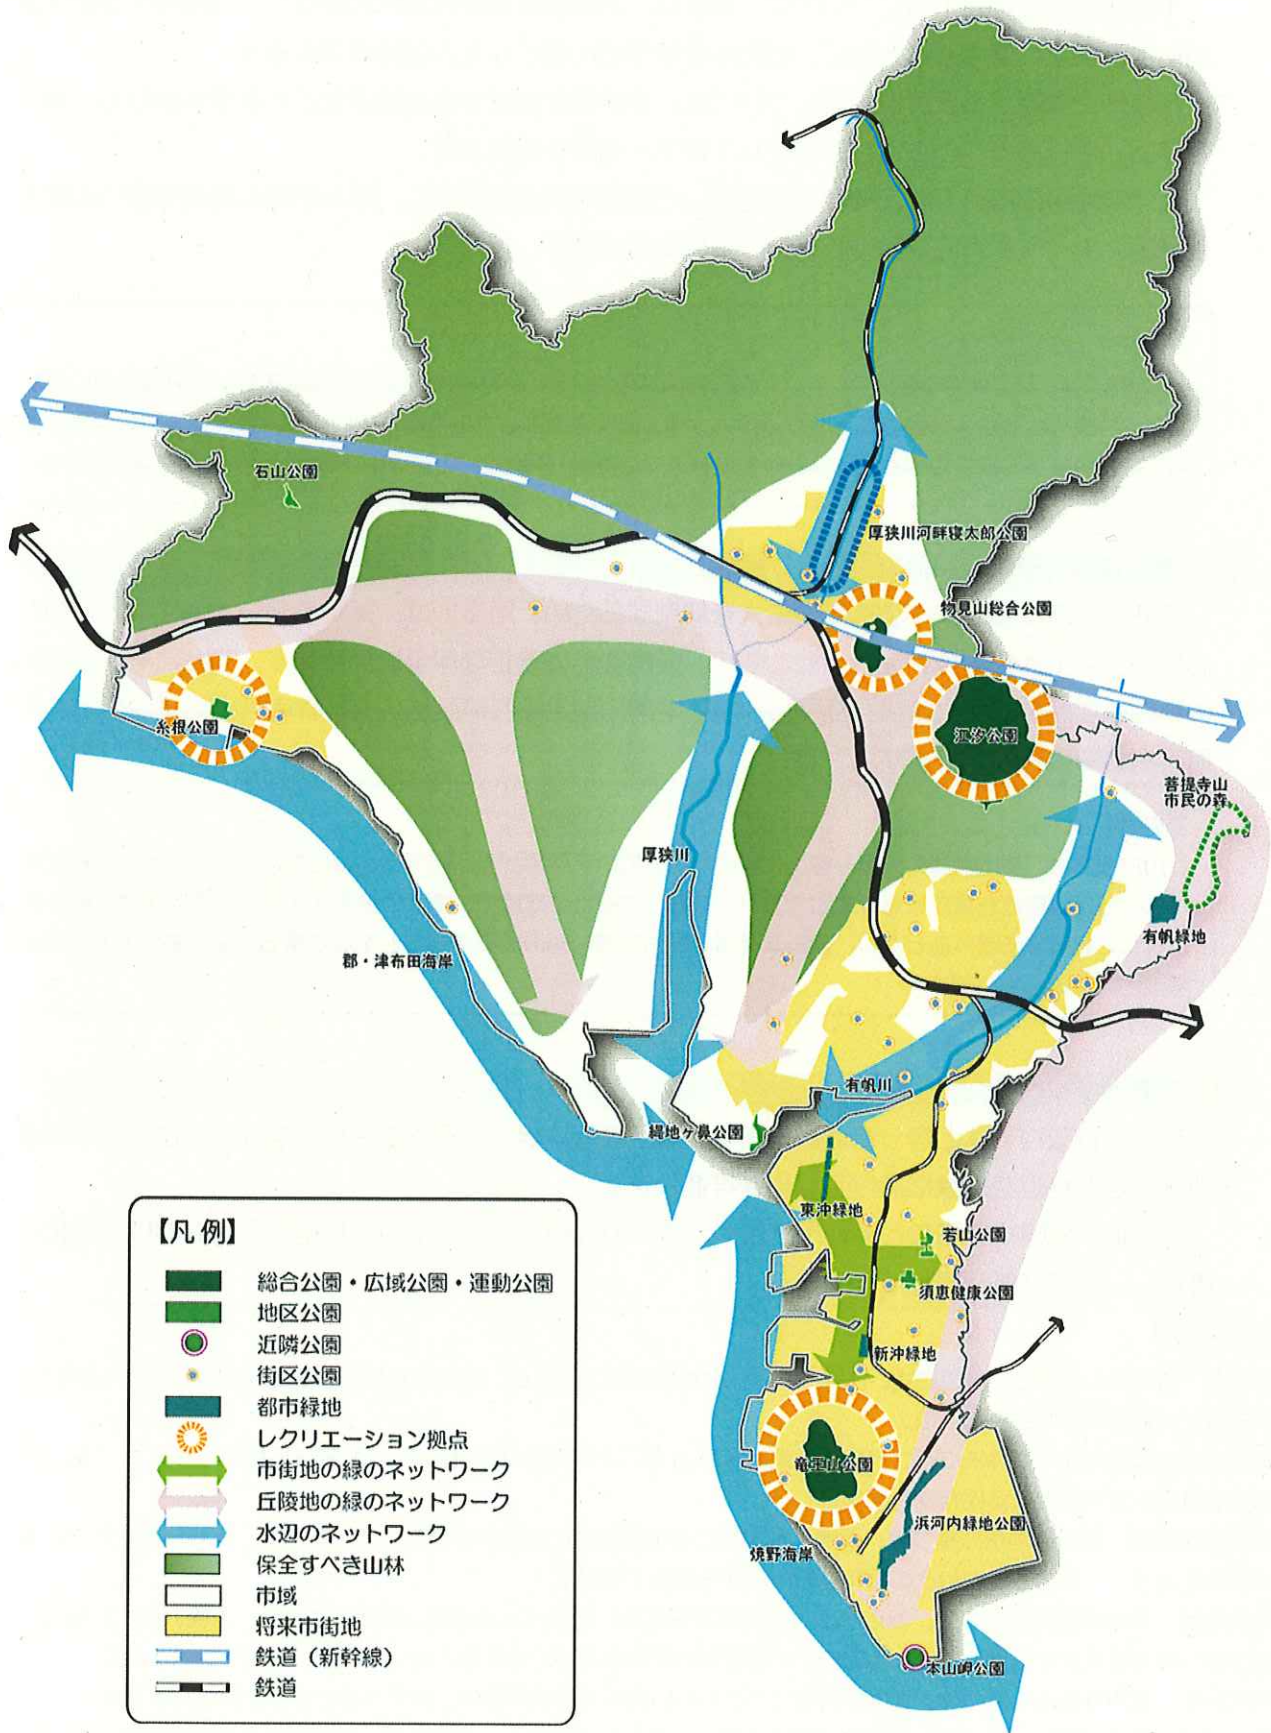 石山公園
厚狭川河畔寝太郎公園
物見山総合公園
糸根公園
江汐公園
菩提寺山
市民の森
厚狭川
有帆緑地
郡・津布田海岸
有帆川
縄地ヶ鼻公園
東沖緑地
若山公園
須恵健康公園
新沖緑地
竜王山公園
浜河内緑地公園
焼野海岸
本山岬公園
【凡例】
総合公園・広域公園・運動公園
地区公園
近隣公園
街区公園
都市緑地
レクリエーション拠点
市街地の緑のネットワーク
丘陵地の緑のネットワーク
水辺のネットワーク
保全すべき山林
市域
将来市街地
鉄道（新幹線）
鉄道